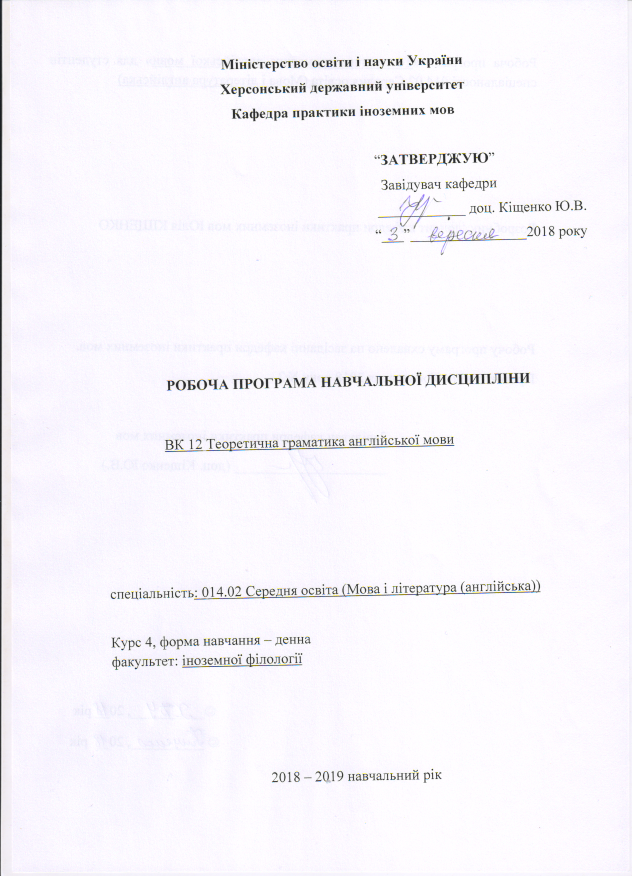 Міністерство освіти і науки України
Херсонський державний університет
Кафедра практики іноземних мов
“ЗАТВЕРДЖУЮ”
Завідувач кафедри
____________ доц. Кіщенко Ю.В.
“ 3 ” вересня 2018 року
РОБОЧА ПРОГРАМА НАВЧАЛЬНОЇ ДИСЦИПЛІНИ
ВК 12 Теоретична граматика англійської мови
спеціальність: 014.02 Середня освіта (Мова і література (англійська))
Курс 4, форма навчання – денна
факультет: іноземної філології
2018 – 2019 навчальний рік